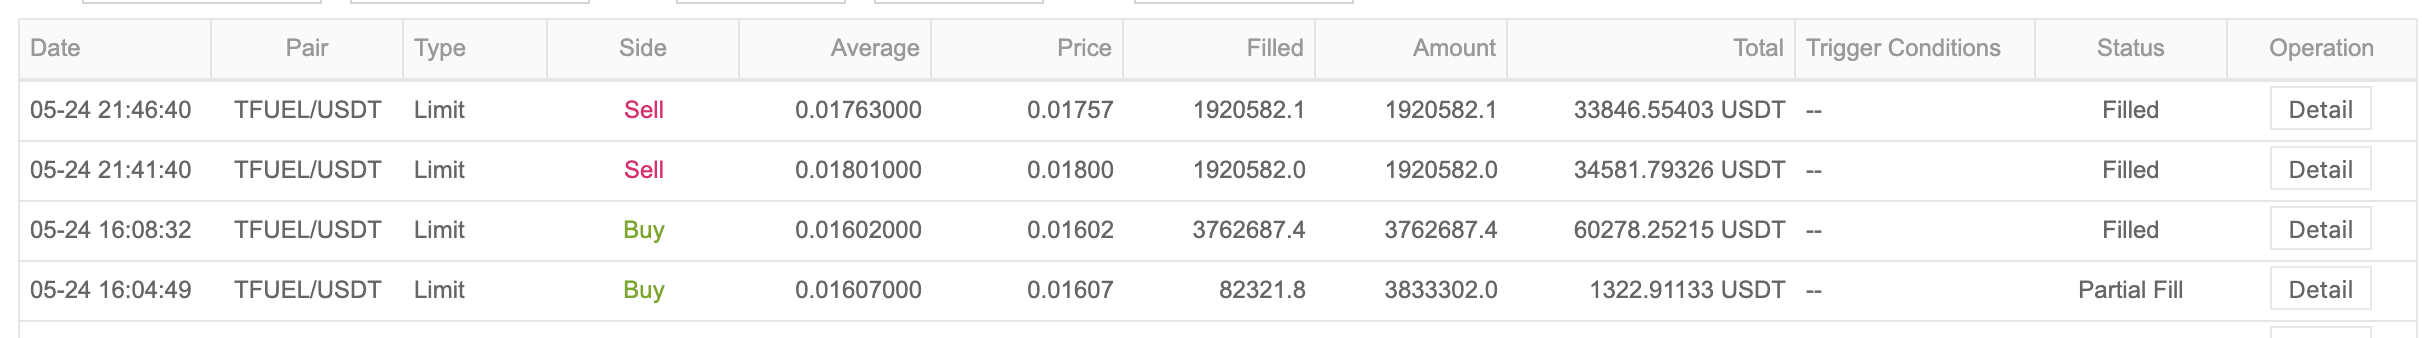 Date Pair Type Side Average Price Filled Amount Total Trigger Conditions Status Operation
05-24 21:46:40 TFUEL/USDT Limit Sell 0.01763000 0.01757 1920582.1 1920582.1 33846.55403 USDT -- Filled Detail
05-24 21:41:40 TFUEL/USDT Limit Sell 0.01801000 0.01800 1920582.0 1920582.0 34581.79326 USDT -- Filled Detail
05-24 16:08:32 TFUEL/USDT Limit Buy 0.01602000 0.01602 3762687.4 3762687.4 60278.25215 USDT -- Filled Detail
05-24 16:04:49 TFUEL/USDT Limit Buy 0.01607000 0.01607 82321.8 3833302.0 1322.91133 USDT -- Partial Fill Detail